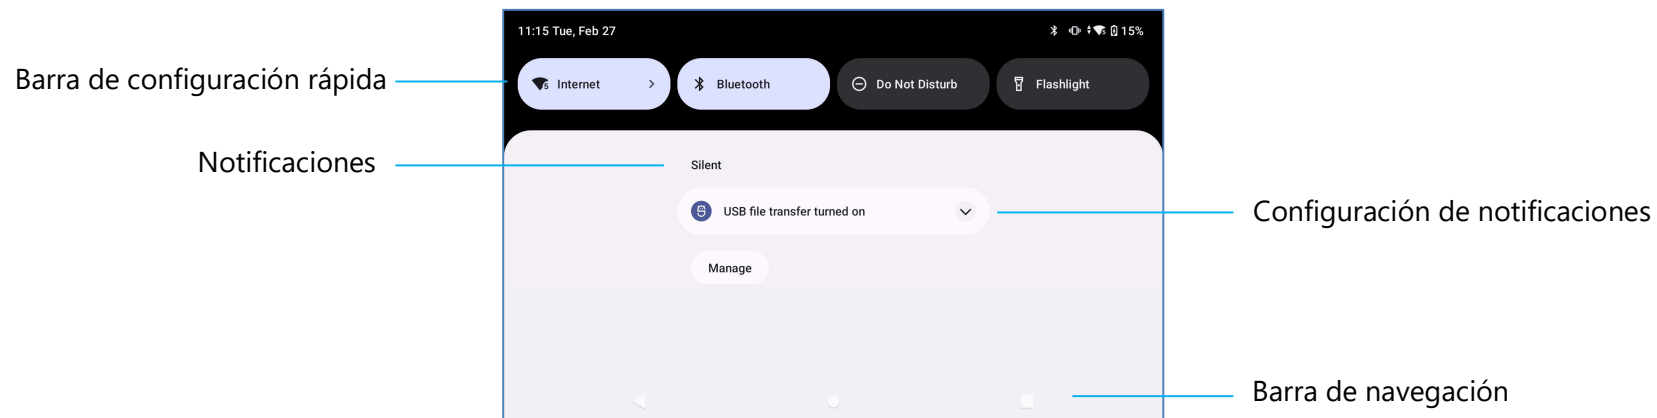 11:15 Tue, Feb 27 15%
Barra de configuración rápida
Internet Bluetooth Do Not Disturb Flashlight
Notificaciones
Silent
USB file transfer turned on
Configuración de notificaciones
Manage
Barra de navegación